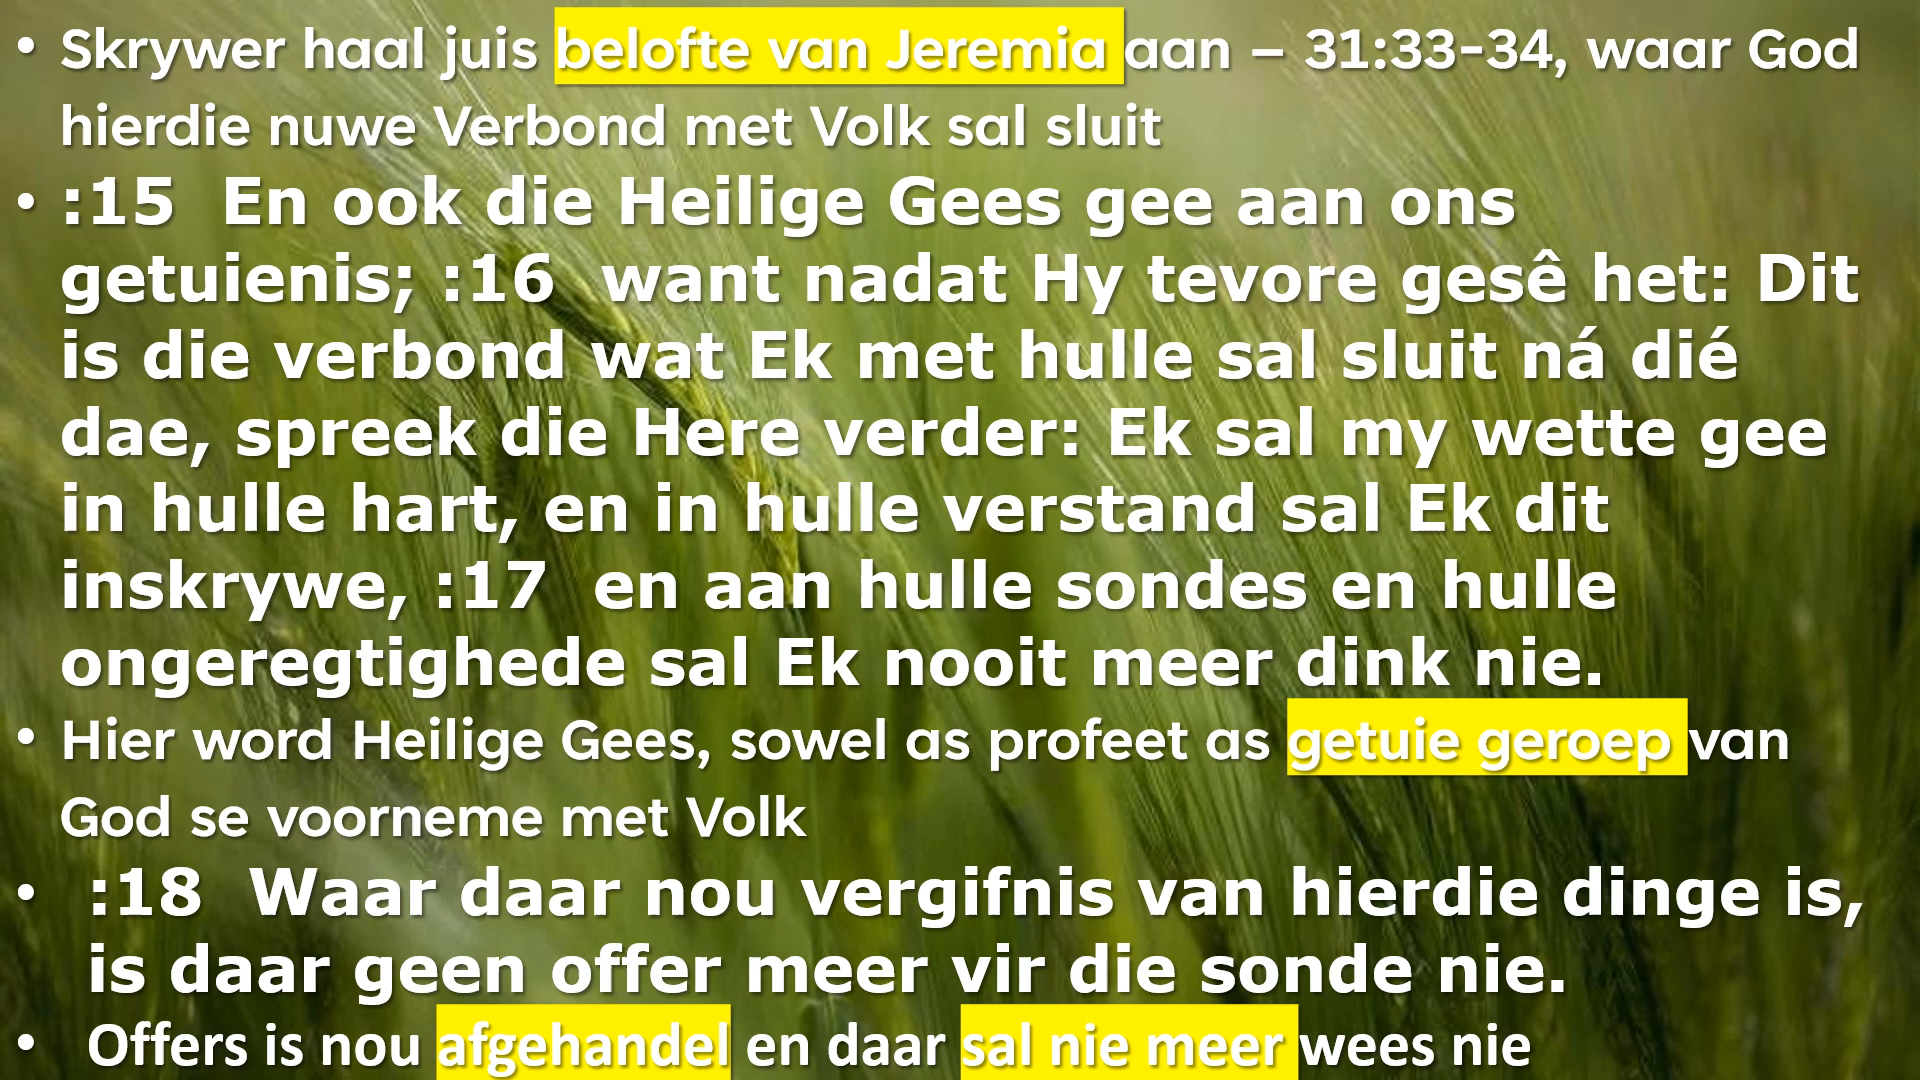 • Skrywer haal juis belofte van Jeremia aan – 31:33-34, waar God
hierdie nuwe Verbond met Volk sal sluit
• :15 En ook die Heilige Gees gee aan ons
getuienis; :16 want nadat Hy tevore gesê het: Dit
is die verbond wat Ek met hulle sal sluit ná dié
dae, spreek die Here verder: Ek sal my wette gee
in hulle hart, en in hulle verstand sal Ek dit
inskrywe, :17 en aan hulle sondes en hulle
ongeregtighede sal Ek nooit meer dink nie.
• Hier word Heilige Gees, sowel as profeet as getuie geroep van
God se voorneme met Volk
• :18 Waar daar nou vergifnis van hierdie dinge is,
is daar geen offer meer vir die sonde nie.
• Offers is nou afgehandel en daar sal nie meer wees nie